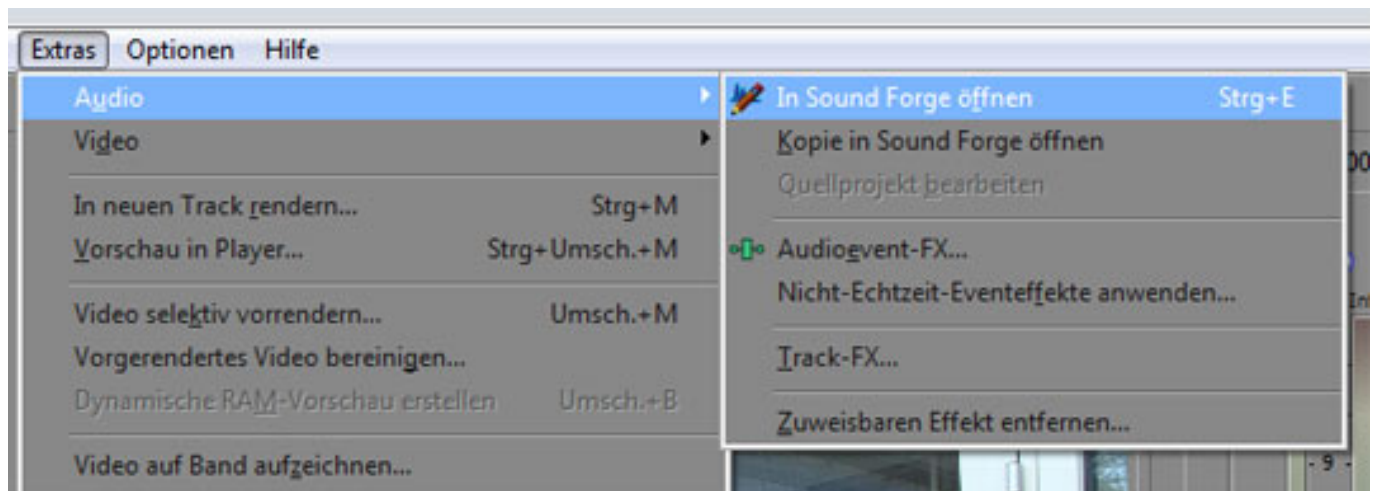 Extras Optionen Hilfe
Audio
Video
In neuen Track rendern... Strg+M
Vorschau in Player... Strg+Umsch.+M
Video selektiv vorrendern... Umsch.+M
Vorgerendertes Video bereinigen...
Dynamische RAM-Vorschau erstellen Umsch.+B
Video auf Band aufzeichnen...
In Sound Forge öffnen Strg+E
Kopie in Sound Forge öffnen
Quellprojekt bearbeiten
Audioevent-FX...
Nicht-Echtzeit-Eventeffekte anwenden...
Track-FX...
Zuweisbaren Effekt entfernen...
- 9 -